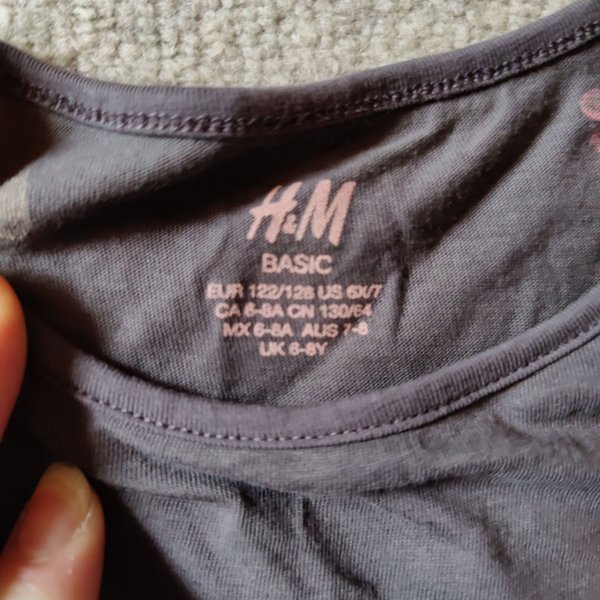 H&M
BASIC
EUR 122/128 US 6X/7
CA 6-8A CN 130/64
MX 6-8A AUS 7-8
UK 6-8Y